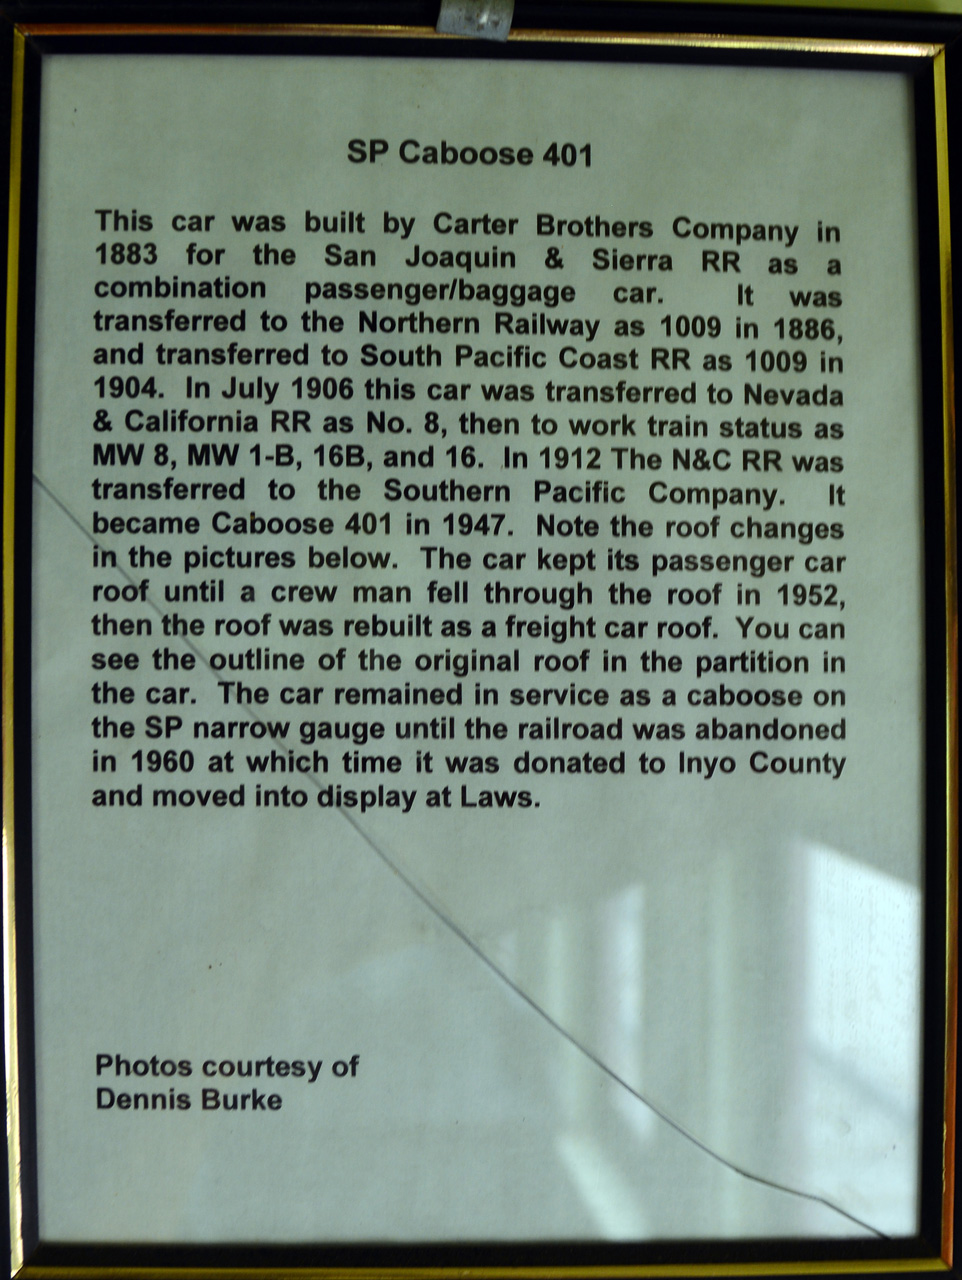 SP Caboose 401
This car was built by Carter Brothers Company in
1883 for the San Joaquin & Sierra RR as a
combination passenger/baggage car. It was
transferred to the Northern Railway as 1009 in 1886,
and transferred to South Pacific Coast RR as 1009 in
1904. In July 1906 this car was transferred to Nevada
& California RR as No. 8, then to work train status as
MW 8, MW 1-B, 16B, and 16. In 1912 The N&C RR was
transferred to the Southern Pacific Company. It
became Caboose 401 in 1947. Note the roof changes
in the pictures below. The car kept its passenger car
roof until a crew man fell through the roof in 1952,
then the roof was rebuilt as a freight car roof. You can
see the outline of the original roof in the partition in
the car. The car remained in service as a caboose on
the SP narrow gauge until the railroad was abandoned
in 1960 at which time it was donated to Inyo County
and moved into display at Laws.
Photos courtesy of
Dennis Burke